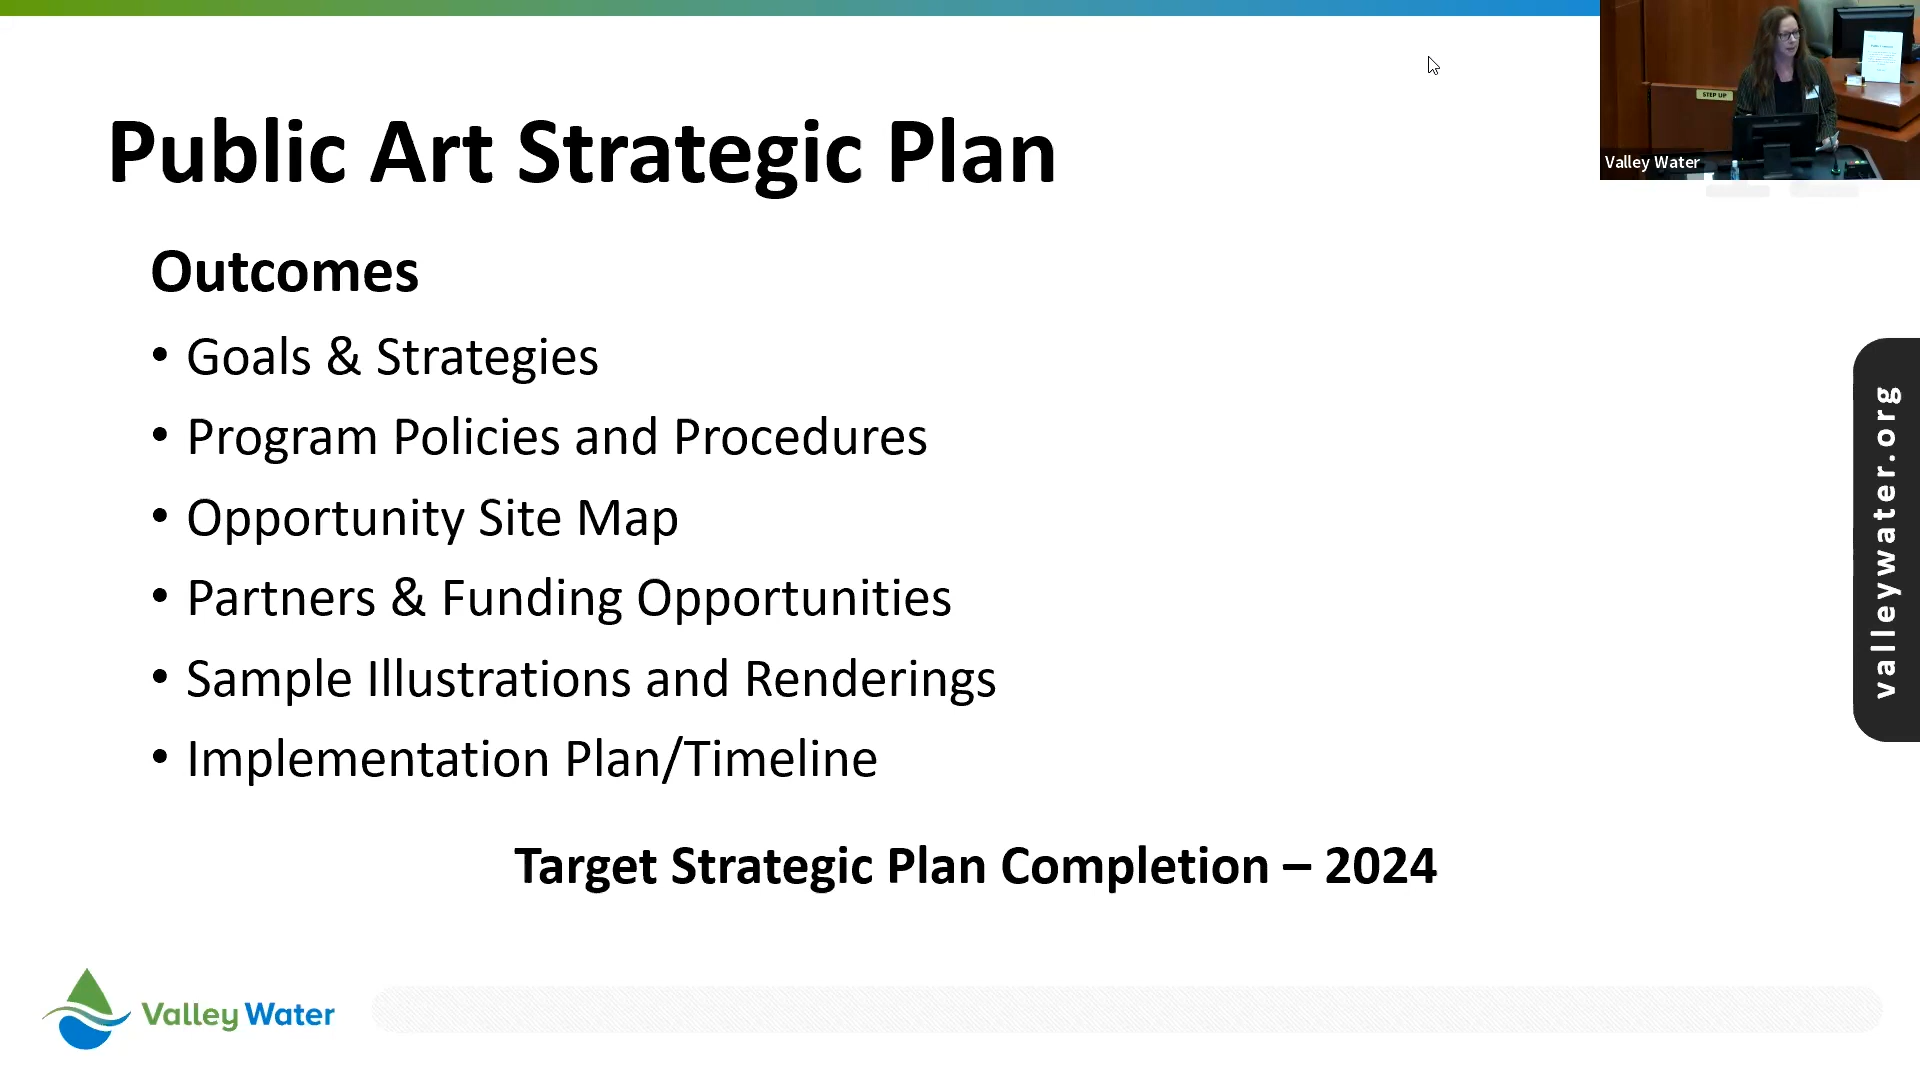 Public Art Strategic Plan
STEP UP
Valley Water
Outcomes
• Goals & Strategies
• Program Policies and Procedures
• Opportunity Site Map
• Partners & Funding Opportunities
• Sample Illustrations and Renderings
• Implementation Plan/Timeline
Target Strategic Plan Completion – 2024
valleywater.org
Valley Water